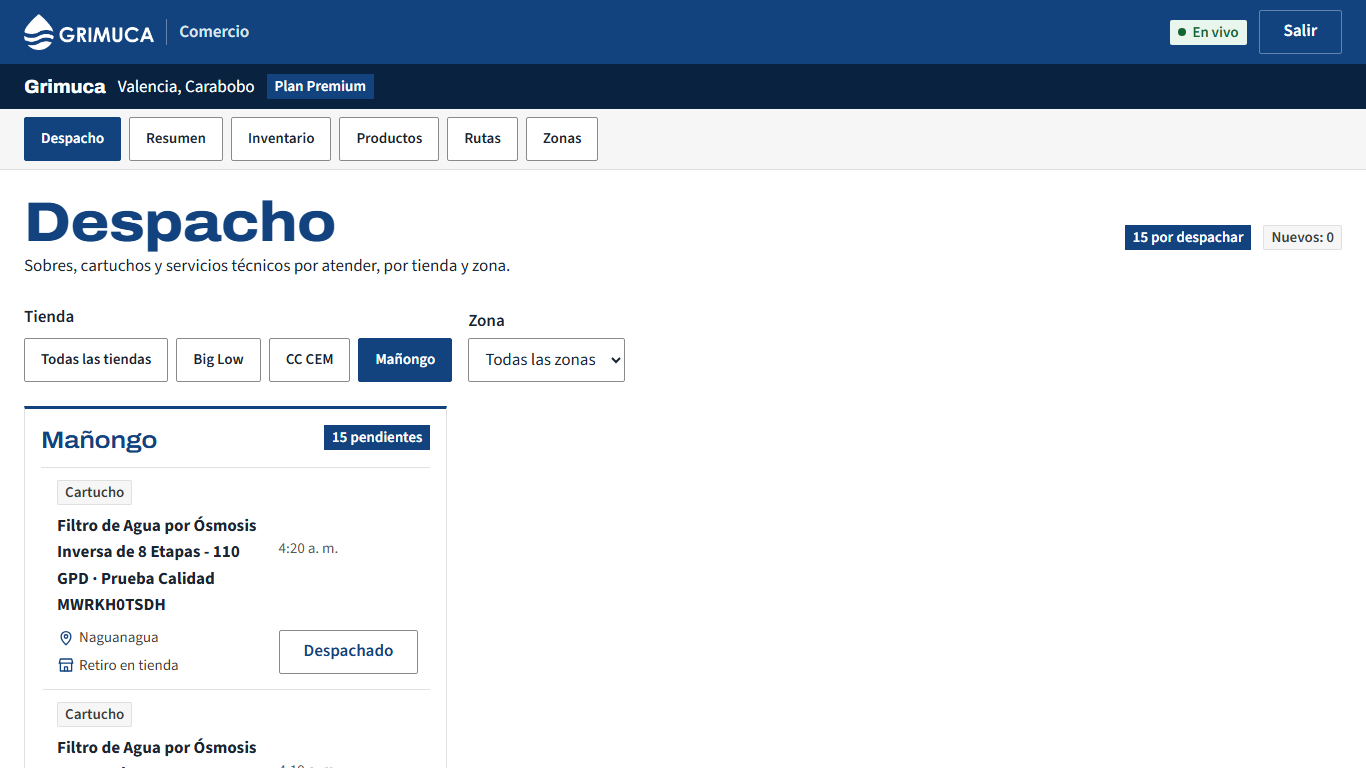 GRIMUCA
Comercio
En vivo
Salir
Grimuca Valencia, Carabobo Plan Premium
Despacho Resumen Inventario Productos Rutas Zonas
Despacho
15 por despachar Nuevos: 0
Sobres, cartuchos y servicios técnicos por atender, por tienda y zona.
Tienda
Todas las tiendas Big Low CC CEM Mañongo
Zona
Todas las zonas
Mañongo
15 pendientes
Cartucho
Filtro de Agua por Ósmosis
Inversa de 8 Etapas - 110
GPD · Prueba Calidad
MWRKH0TSDH
4:20 a. m.
Naguanagua
Retiro en tienda
Despachado
Cartucho
Filtro de Agua por Ósmosis